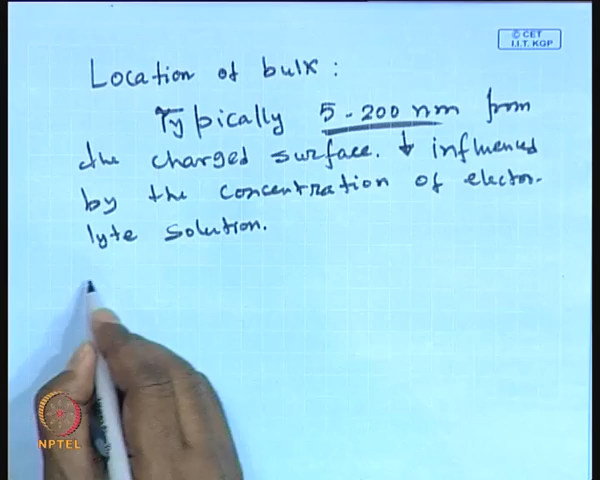 © CET
I.I.T. KGP
Location of bulk :
Typically 5-200 nm from
the charged surface. ↓ influenced
by the concentration of elector-
lyte solution.
NPTEL